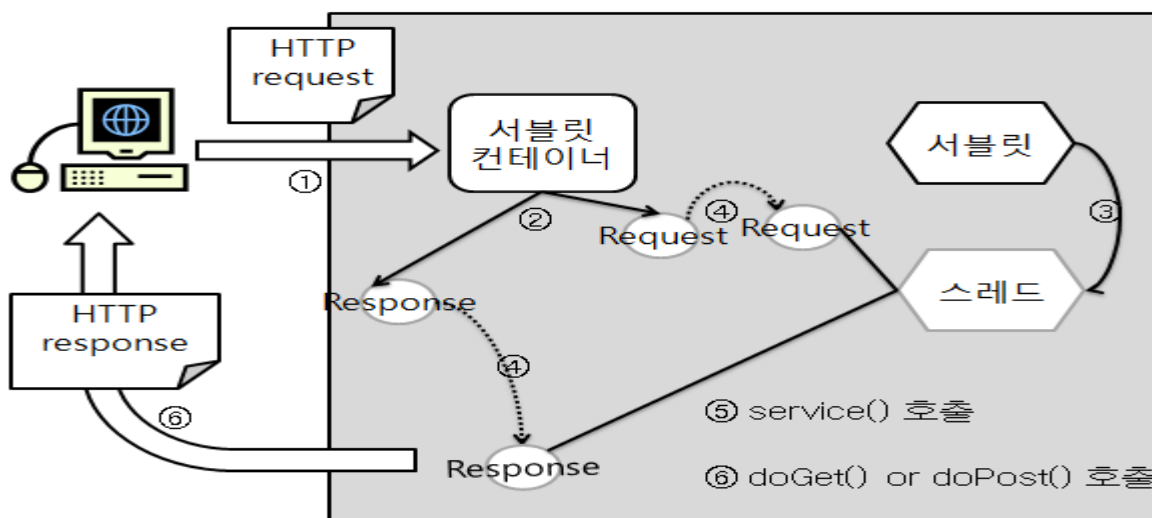 HTTP
request
서블릿
컨테이너
서블릿
①
②
④
③
Request
Request
Response
스레드
HTTP
response
④
⑥
⑤ service() 호출
Response
⑥ doGet() or doPost() 호출